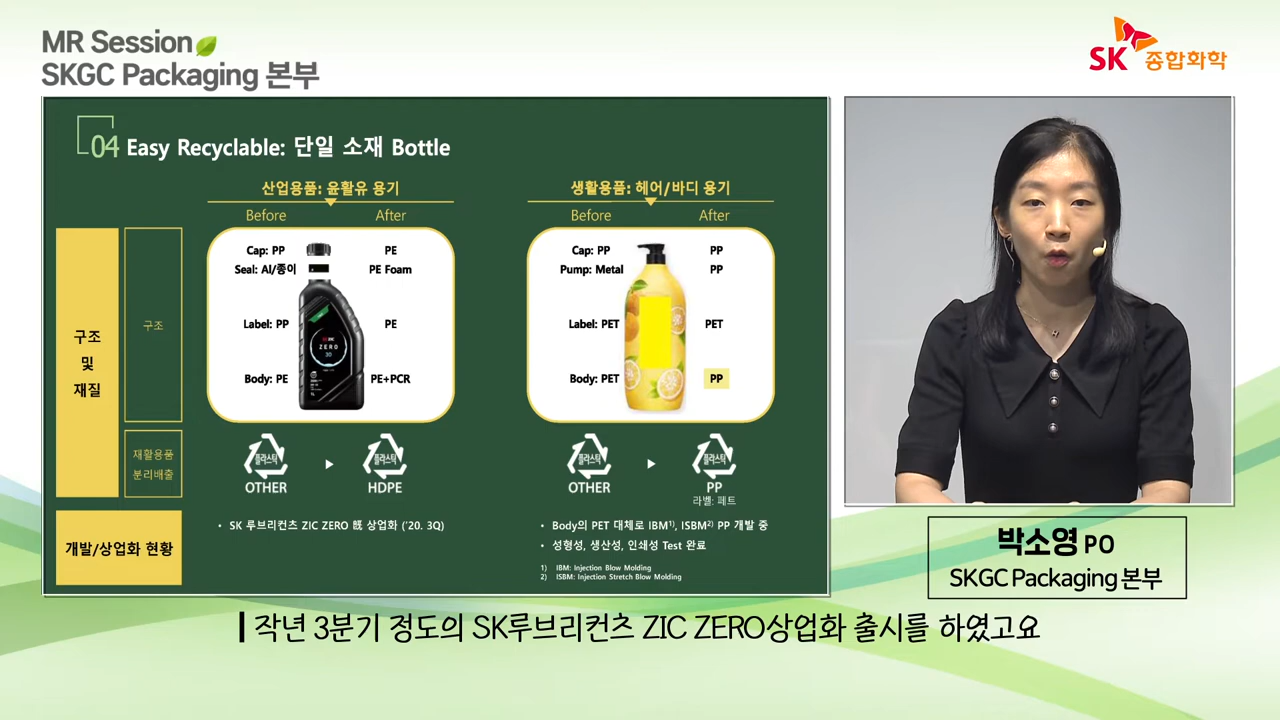 MR Session
SKGC Packaging 본부
SK 종합화학
04 Easy Recyclable: 단일 소재 Bottle
산업용품: 윤활유 용기
Before After
생활용품: 헤어/바디 용기
Before After
구조
및
재질
구조
Cap: PP PE
Seal: Al/종이 PE Foam
Label: PP PE
Body: PE PE+PCR
ZIC
ZERO
30
Cap: PP PP
Pump: Metal PP
Label: PET PET
Body: PET PP
재활용품
분리배출
플라스틱 플라스틱
OTHER HDPE
플라스틱 플라스틱
OTHER PP
라벨: 페트
개발/상업화 현황
• SK 루브리컨츠 ZIC ZERO 旣 상업화 ('20. 3Q)
• Body의 PET 대체로 IBM1), ISBM2) PP 개발 중
• 성형성, 생산성, 인쇄성 Test 완료
1) IBM: Injection Blow Molding
2) ISBM: Injection Stretch Blow Molding
박소영 PO
SKGC Packaging 본부
작년 3분기 정도의 SK루브리컨츠 ZIC ZERO상업화 출시를 하였고요